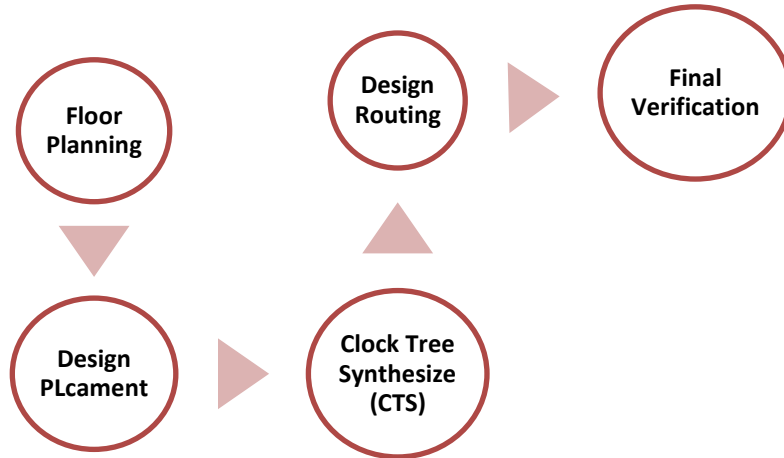 Floor
Planning
Design
PLcament
Clock Tree
Synthesize
(CTS)
Design
Routing
Final
Verification